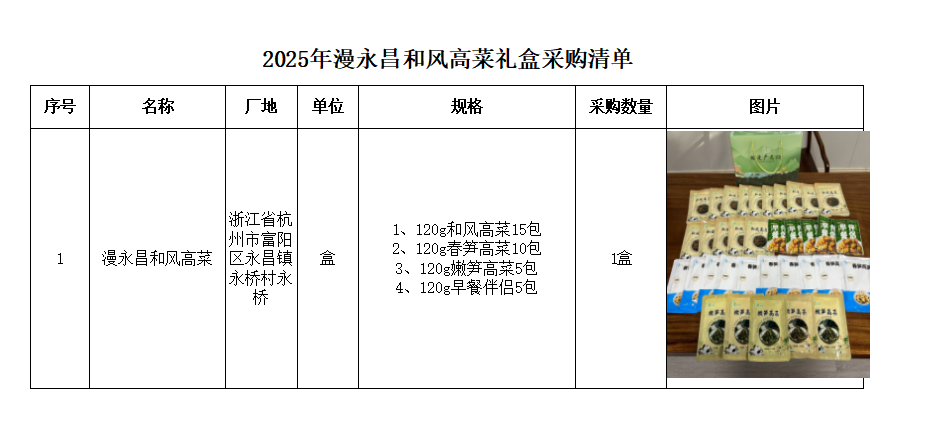 2025年漫永昌和风高菜礼盒采购清单
序号 名称 厂地 单位 规格 采购数量 图片
1 漫永昌和风高菜
浙江省杭
州市富阳
区永昌镇
永桥村永
桥
盒
1、120g和风高菜15包
2、120g春笋高菜10包
3、120g嫩笋高菜5包
4、120g早餐伴侣5包
1盒